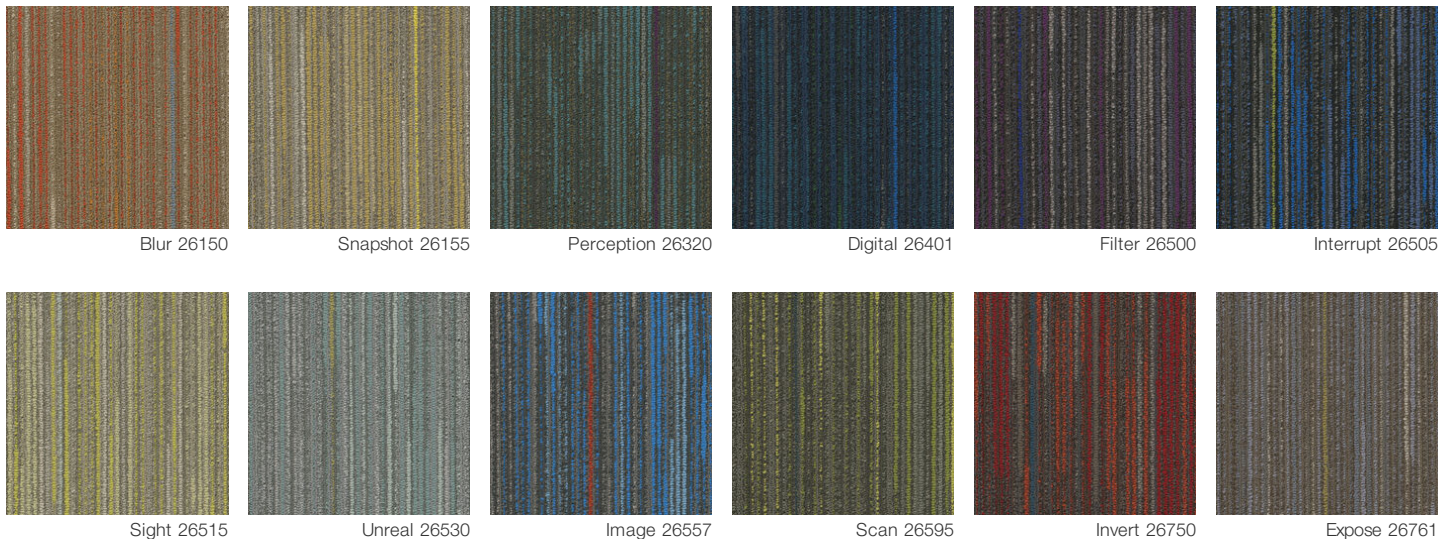 Blur 26150
Snapshot 26155
Perception 26320
Digital 26401
Filter 26500
Interrupt 26505
Sight 26515
Unreal 26530
Image 26557
Scan 26595
Invert 26750
Expose 26761